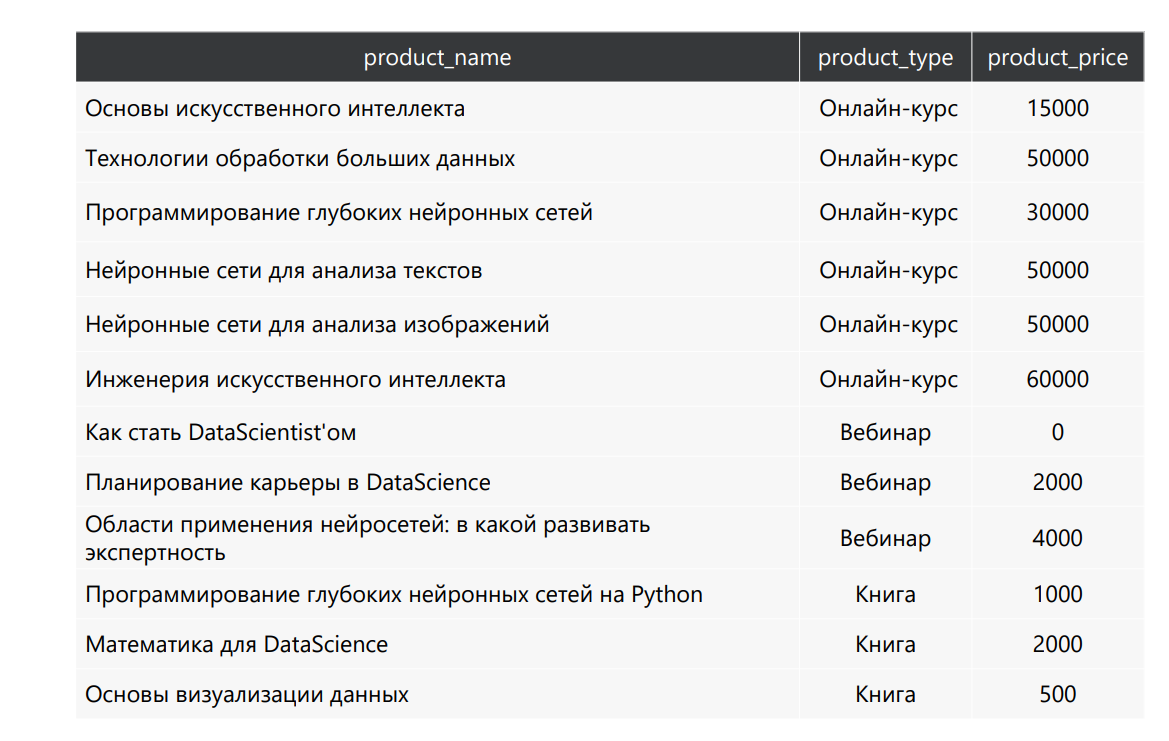 product_name product_type product_price
Основы искусственного интеллекта Онлайн-курс 15000
Технологии обработки больших данных Онлайн-курс 50000
Программирование глубоких нейронных сетей Онлайн-курс 30000
Нейронные сети для анализа текстов Онлайн-курс 50000
Нейронные сети для анализа изображений Онлайн-курс 50000
Инженерия искусственного интеллекта Онлайн-курс 60000
Как стать DataScientist'ом Вебинар 0
Планирование карьеры в DataScience Вебинар 2000
Области применения нейросетей: в какой развивать
экспертность Вебинар 4000
Программирование глубоких нейронных сетей на Python Книга 1000
Математика для DataScience Книга 2000
Основы визуализации данных Книга 500